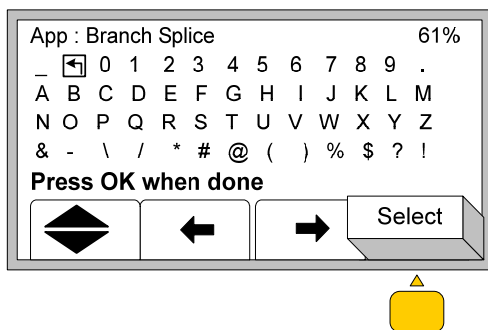 App : Branch Splice 61%
_ 0 1 2 3 4 5 6 7 8 9 .
A B C D E F G H I J K L M
N O P Q R S T U V W X Y Z
& - \ / * # @ ( ) % $ ? !
Press OK when done
Select